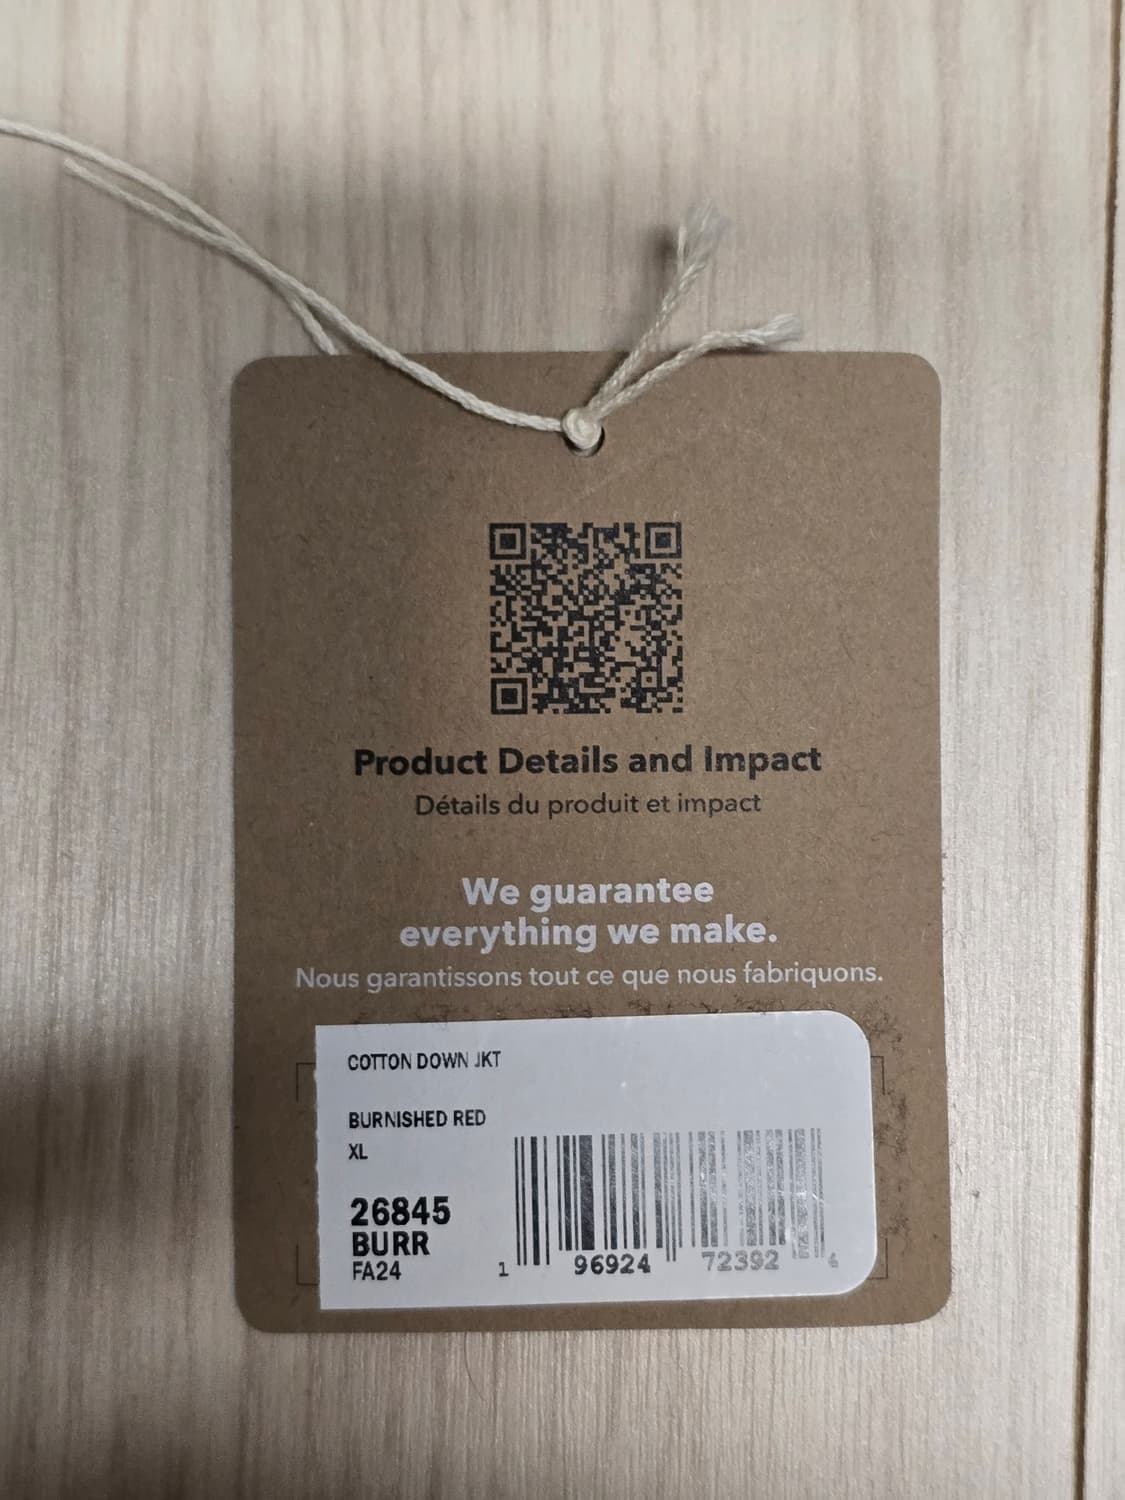 Product Details and Impact
Détails du produit et impact
We guarantee
everything we make.
Nous garantissons tout ce que nous fabriquons.
COTTON DOWN JKT
BURNISHED RED
XL
26845
BURR
FA24
1 96924 72392 6